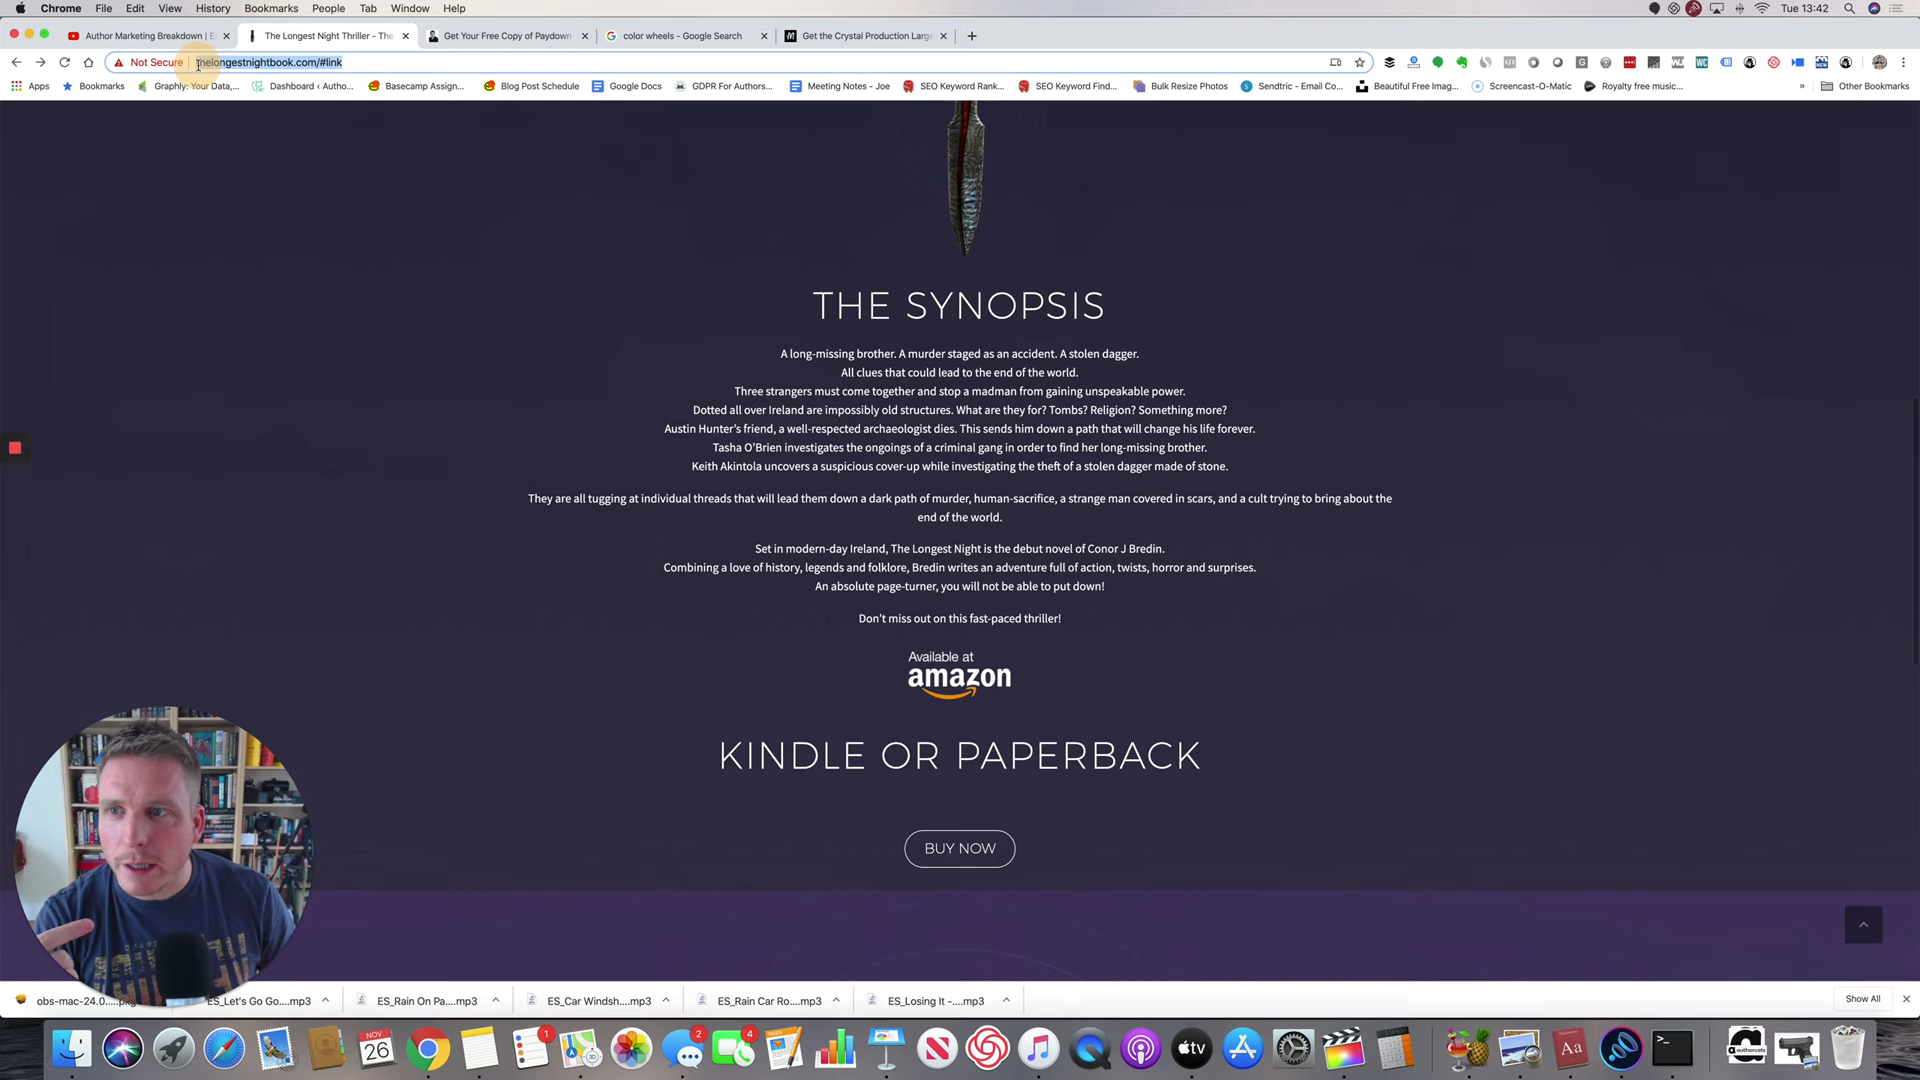 Chrome File Edit View History Bookmarks People Tab Window Help Tue 13:42
Author Marketing Breakdown | E The Longest Night Thriller - The Get Your Free Copy of Paydown color wheels - Google Search Get the Crystal Production Large
Not Secure thelongestnightbook.com/#link
Apps Bookmarks Graphly: Your Data,... Dashboard ‹ Autho... Basecamp Assign... Blog Post Schedule Google Docs GDPR For Authors... Meeting Notes - Joe SEO Keyword Rank... SEO Keyword Find... Bulk Resize Photos Sendtric - Email Co... Beautiful Free Imag... Screencast-O-Matic Royalty free music... » Other Bookmarks
THE SYNOPSIS
A long-missing brother. A murder staged as an accident. A stolen dagger.
All clues that could lead to the end of the world.
Three strangers must come together and stop a madman from gaining unspeakable power.
Dotted all over Ireland are impossibly old structures. What are they for? Tombs? Religion? Something more?
Austin Hunter's friend, a well-respected archaeologist dies. This sends him down a path that will change his life forever.
Tasha O'Brien investigates the ongoings of a criminal gang in order to find her long-missing brother.
Keith Akintola uncovers a suspicious cover-up while investigating the theft of a stolen dagger made of stone.
They are all tugging at individual threads that will lead them down a dark path of murder, human-sacrifice, a strange man covered in scars, and a cult trying to bring about the
end of the world.
Set in modern-day Ireland, The Longest Night is the debut novel of Conor J Bredin.
Combining a love of history, legends and folklore, Bredin writes an adventure full of action, twists, horror and surprises.
An absolute page-turner, you will not be able to put down!
Don't miss out on this fast-paced thriller!
Available at
amazon
KINDLE OR PAPERBACK
BUY NOW
obs-mac-24.0.....pkg ES_Let's Go Go....mp3 ES_Rain On Pa....mp3 ES_Car Windsh....mp3 ES_Rain Car Ro....mp3 ES_Losing It -....mp3 Show All
NOV
26
1
2
4
tv
Aa
authorcats